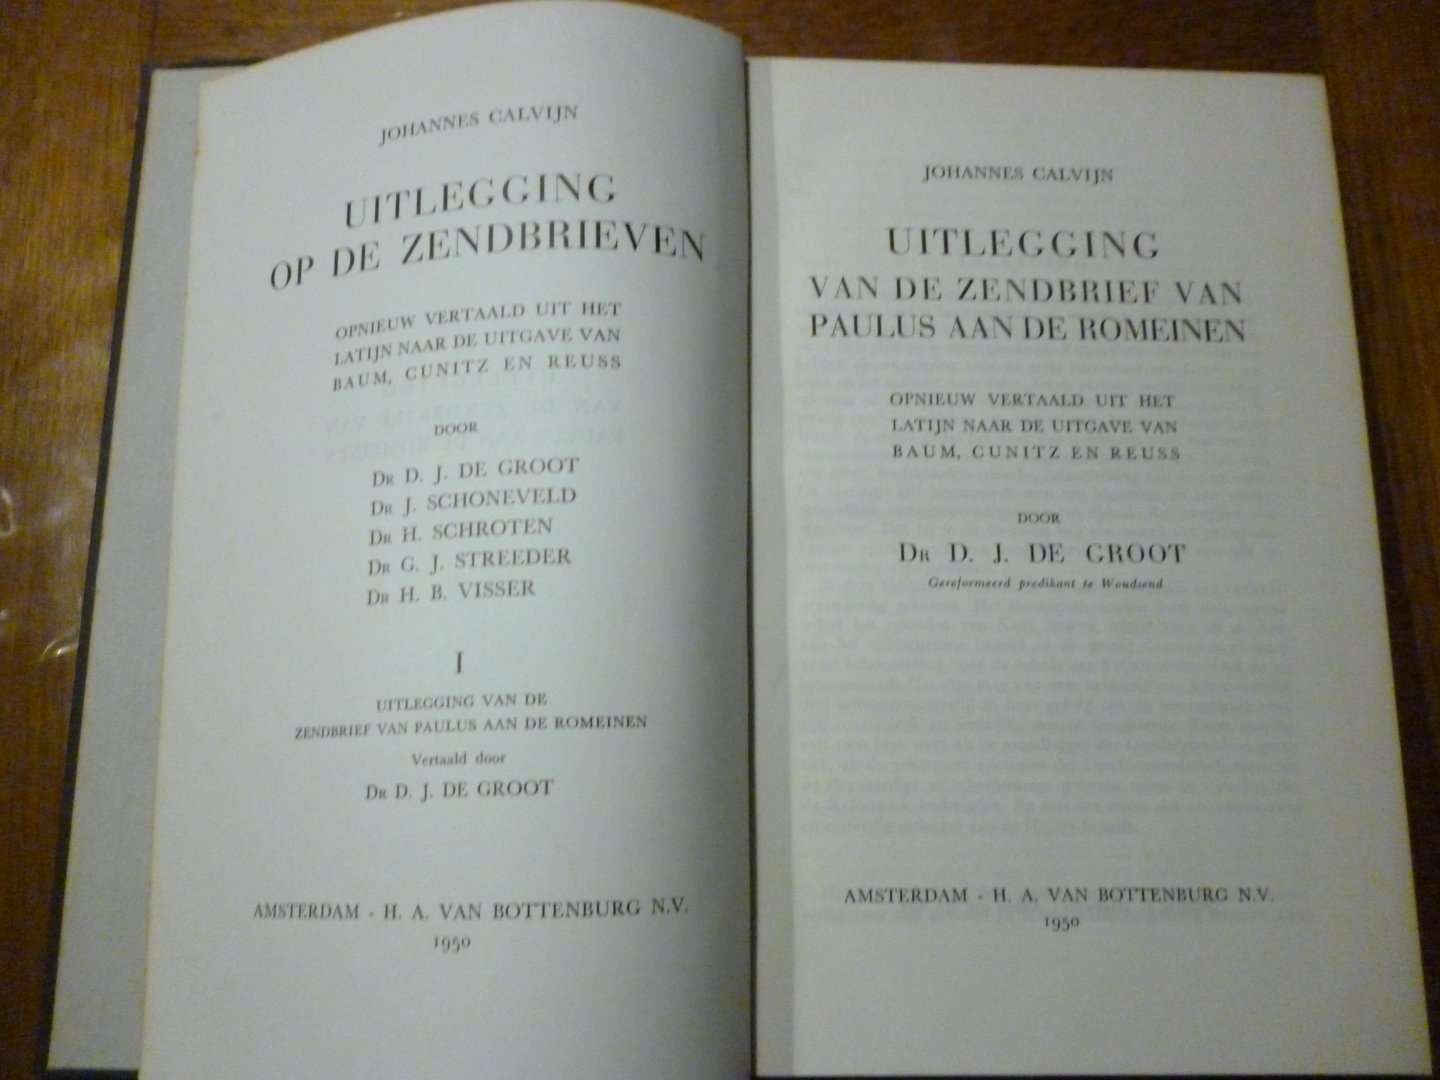 JOHANNES CALVIJN
UITLEGGING
OP DE ZENDBRIEVEN
OPNIEUW VERTAALD UIT HET
LATIJN NAAR DE UITGAVE VAN
BAUM, CUNITZ EN REUSS
DOOR
DR D. J. DE GROOT
DR J. SCHONEVELD
DR H. SCHROTEN
DR G. J. STREEDER
DR H. B. VISSER
I
UITLEGGING VAN DE
ZENDBRIEF VAN PAULUS AAN DE ROMEINEN
Vertaald door
DR D. J. DE GROOT
AMSTERDAM - H. A. VAN BOTTENBURG N.V.
1950
JOHANNES CALVIJN
UITLEGGING
VAN DE ZENDBRIEF VAN
PAULUS AAN DE ROMEINEN
OPNIEUW VERTAALD UIT HET
LATIJN NAAR DE UITGAVE VAN
BAUM, CUNITZ EN REUSS
DOOR
DR D. J. DE GROOT
Gereformeerd predikant te Woudsend
AMSTERDAM - H. A. VAN BOTTENBURG N.V.
1950